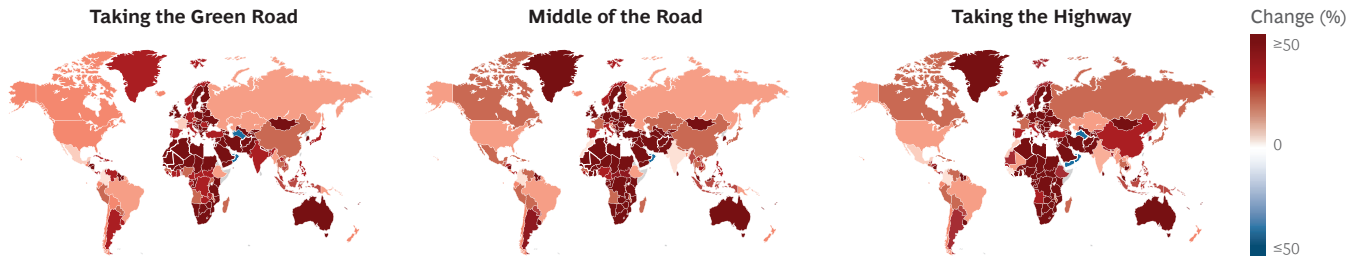 Taking the Green Road
Middle of the Road
Taking the Highway
Change (%)
≥50
0
≤50